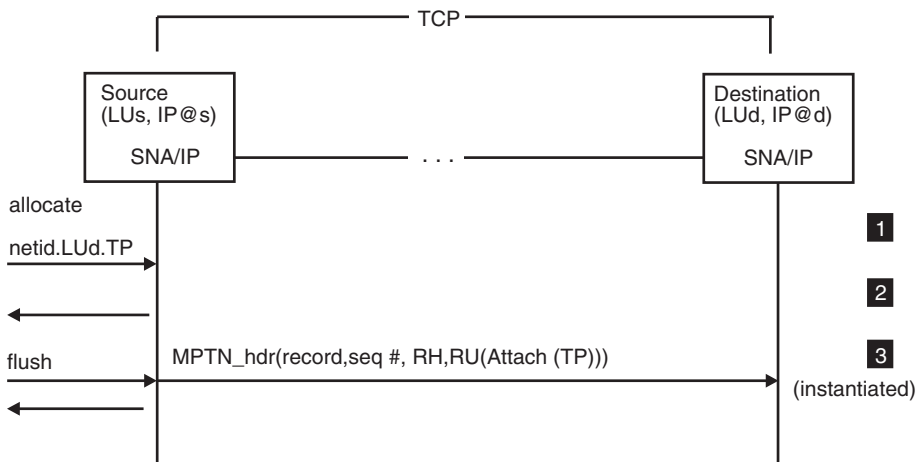 TCP
Source
(LUs, IP@s)
SNA/IP
. . .
Destination
(LUd, IP@d)
SNA/IP
allocate
1
netid.LUd.TP
2
flush
MPTN_hdr(record,seq #, RH,RU(Attach (TP)))
3
(instantiated)